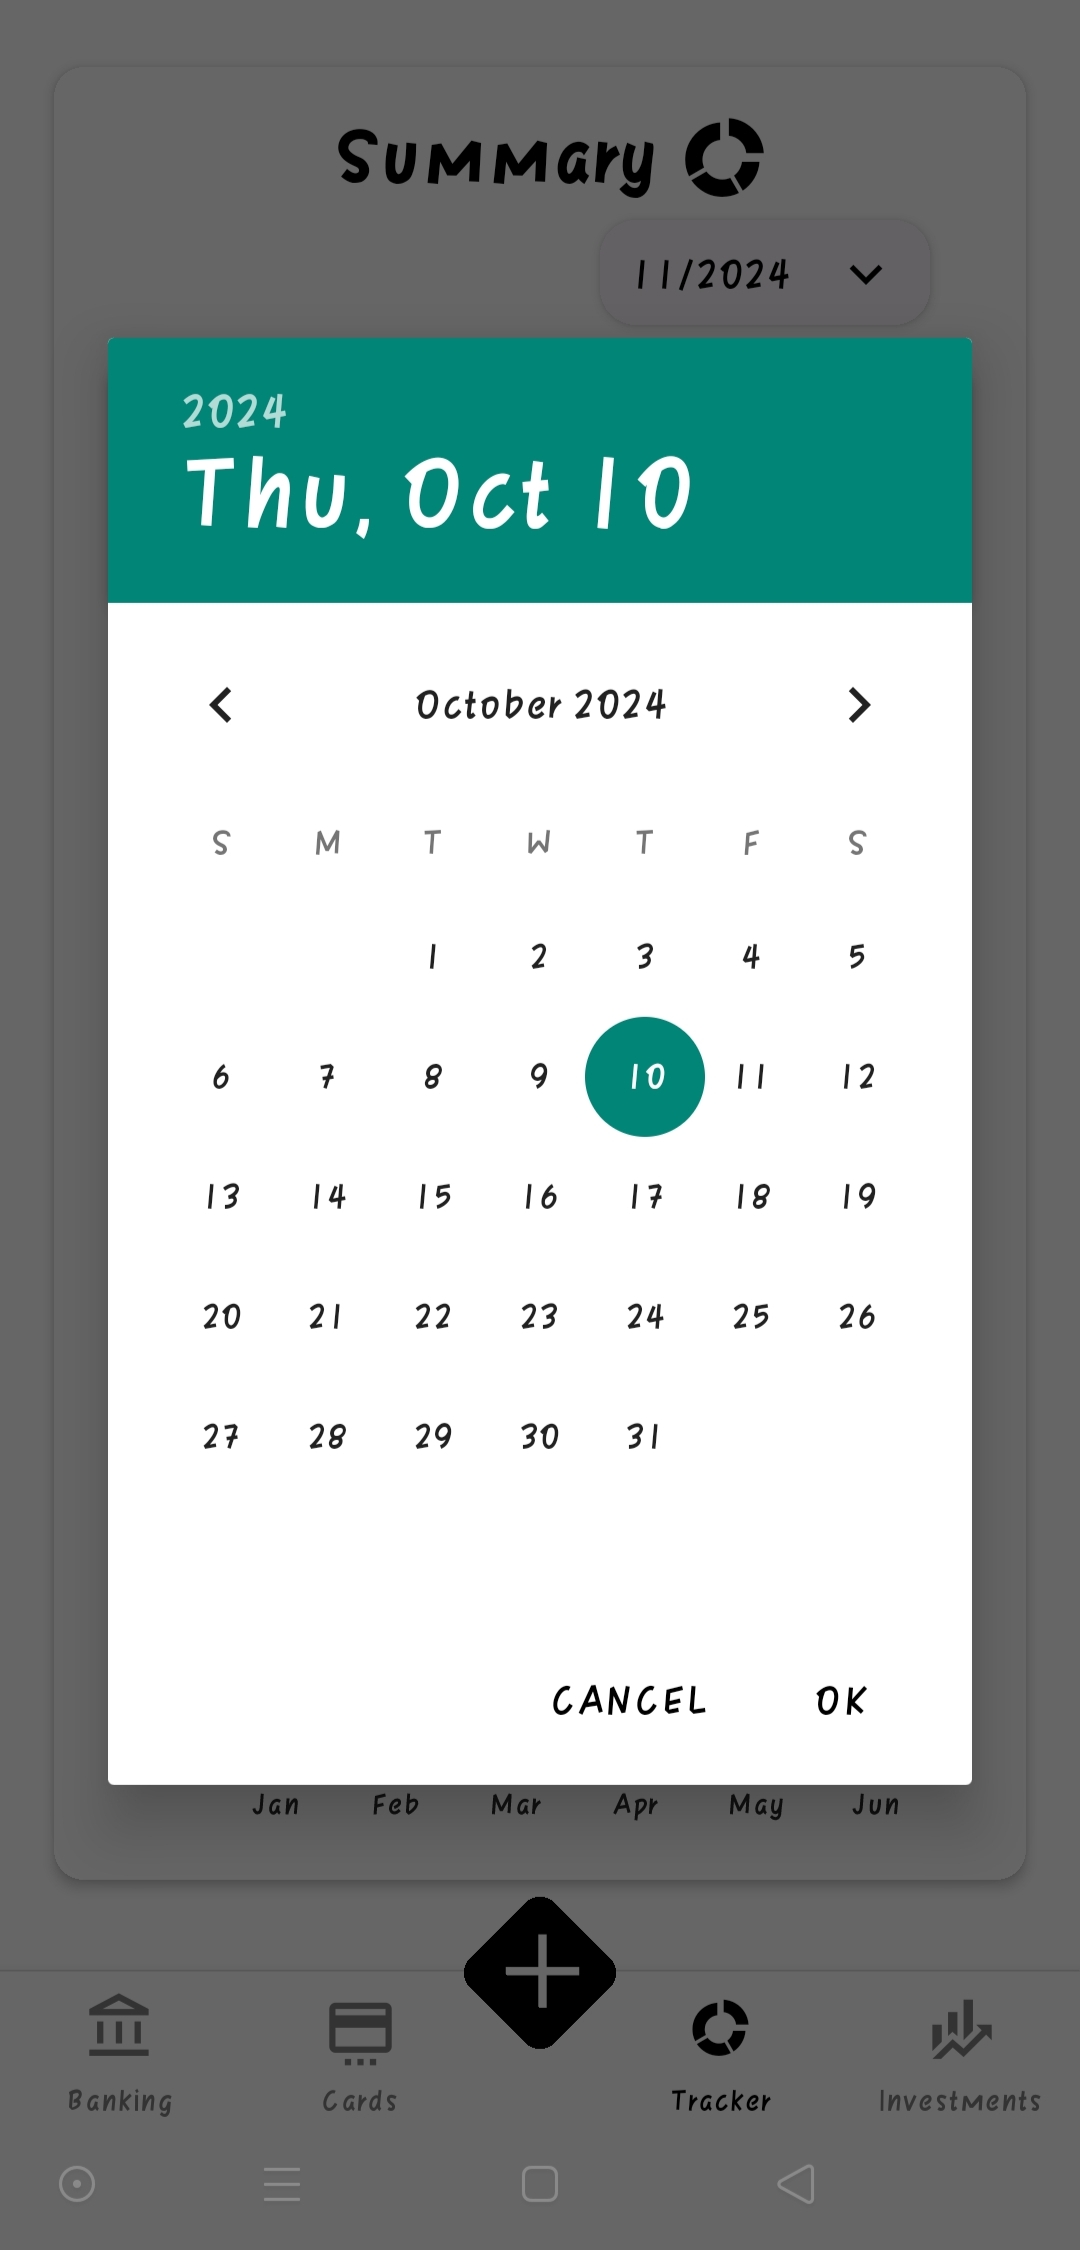 Summary
11/2024
2024
Thu, Oct 10
October 2024
S M T W T F S
1 2 3 4 5
6 7 8 9 10 11 12
13 14 15 16 17 18 19
20 21 22 23 24 25 26
27 28 29 30 31
CANCEL OK
Jan Feb Mar Apr May Jun
Banking Cards Tracker Investments